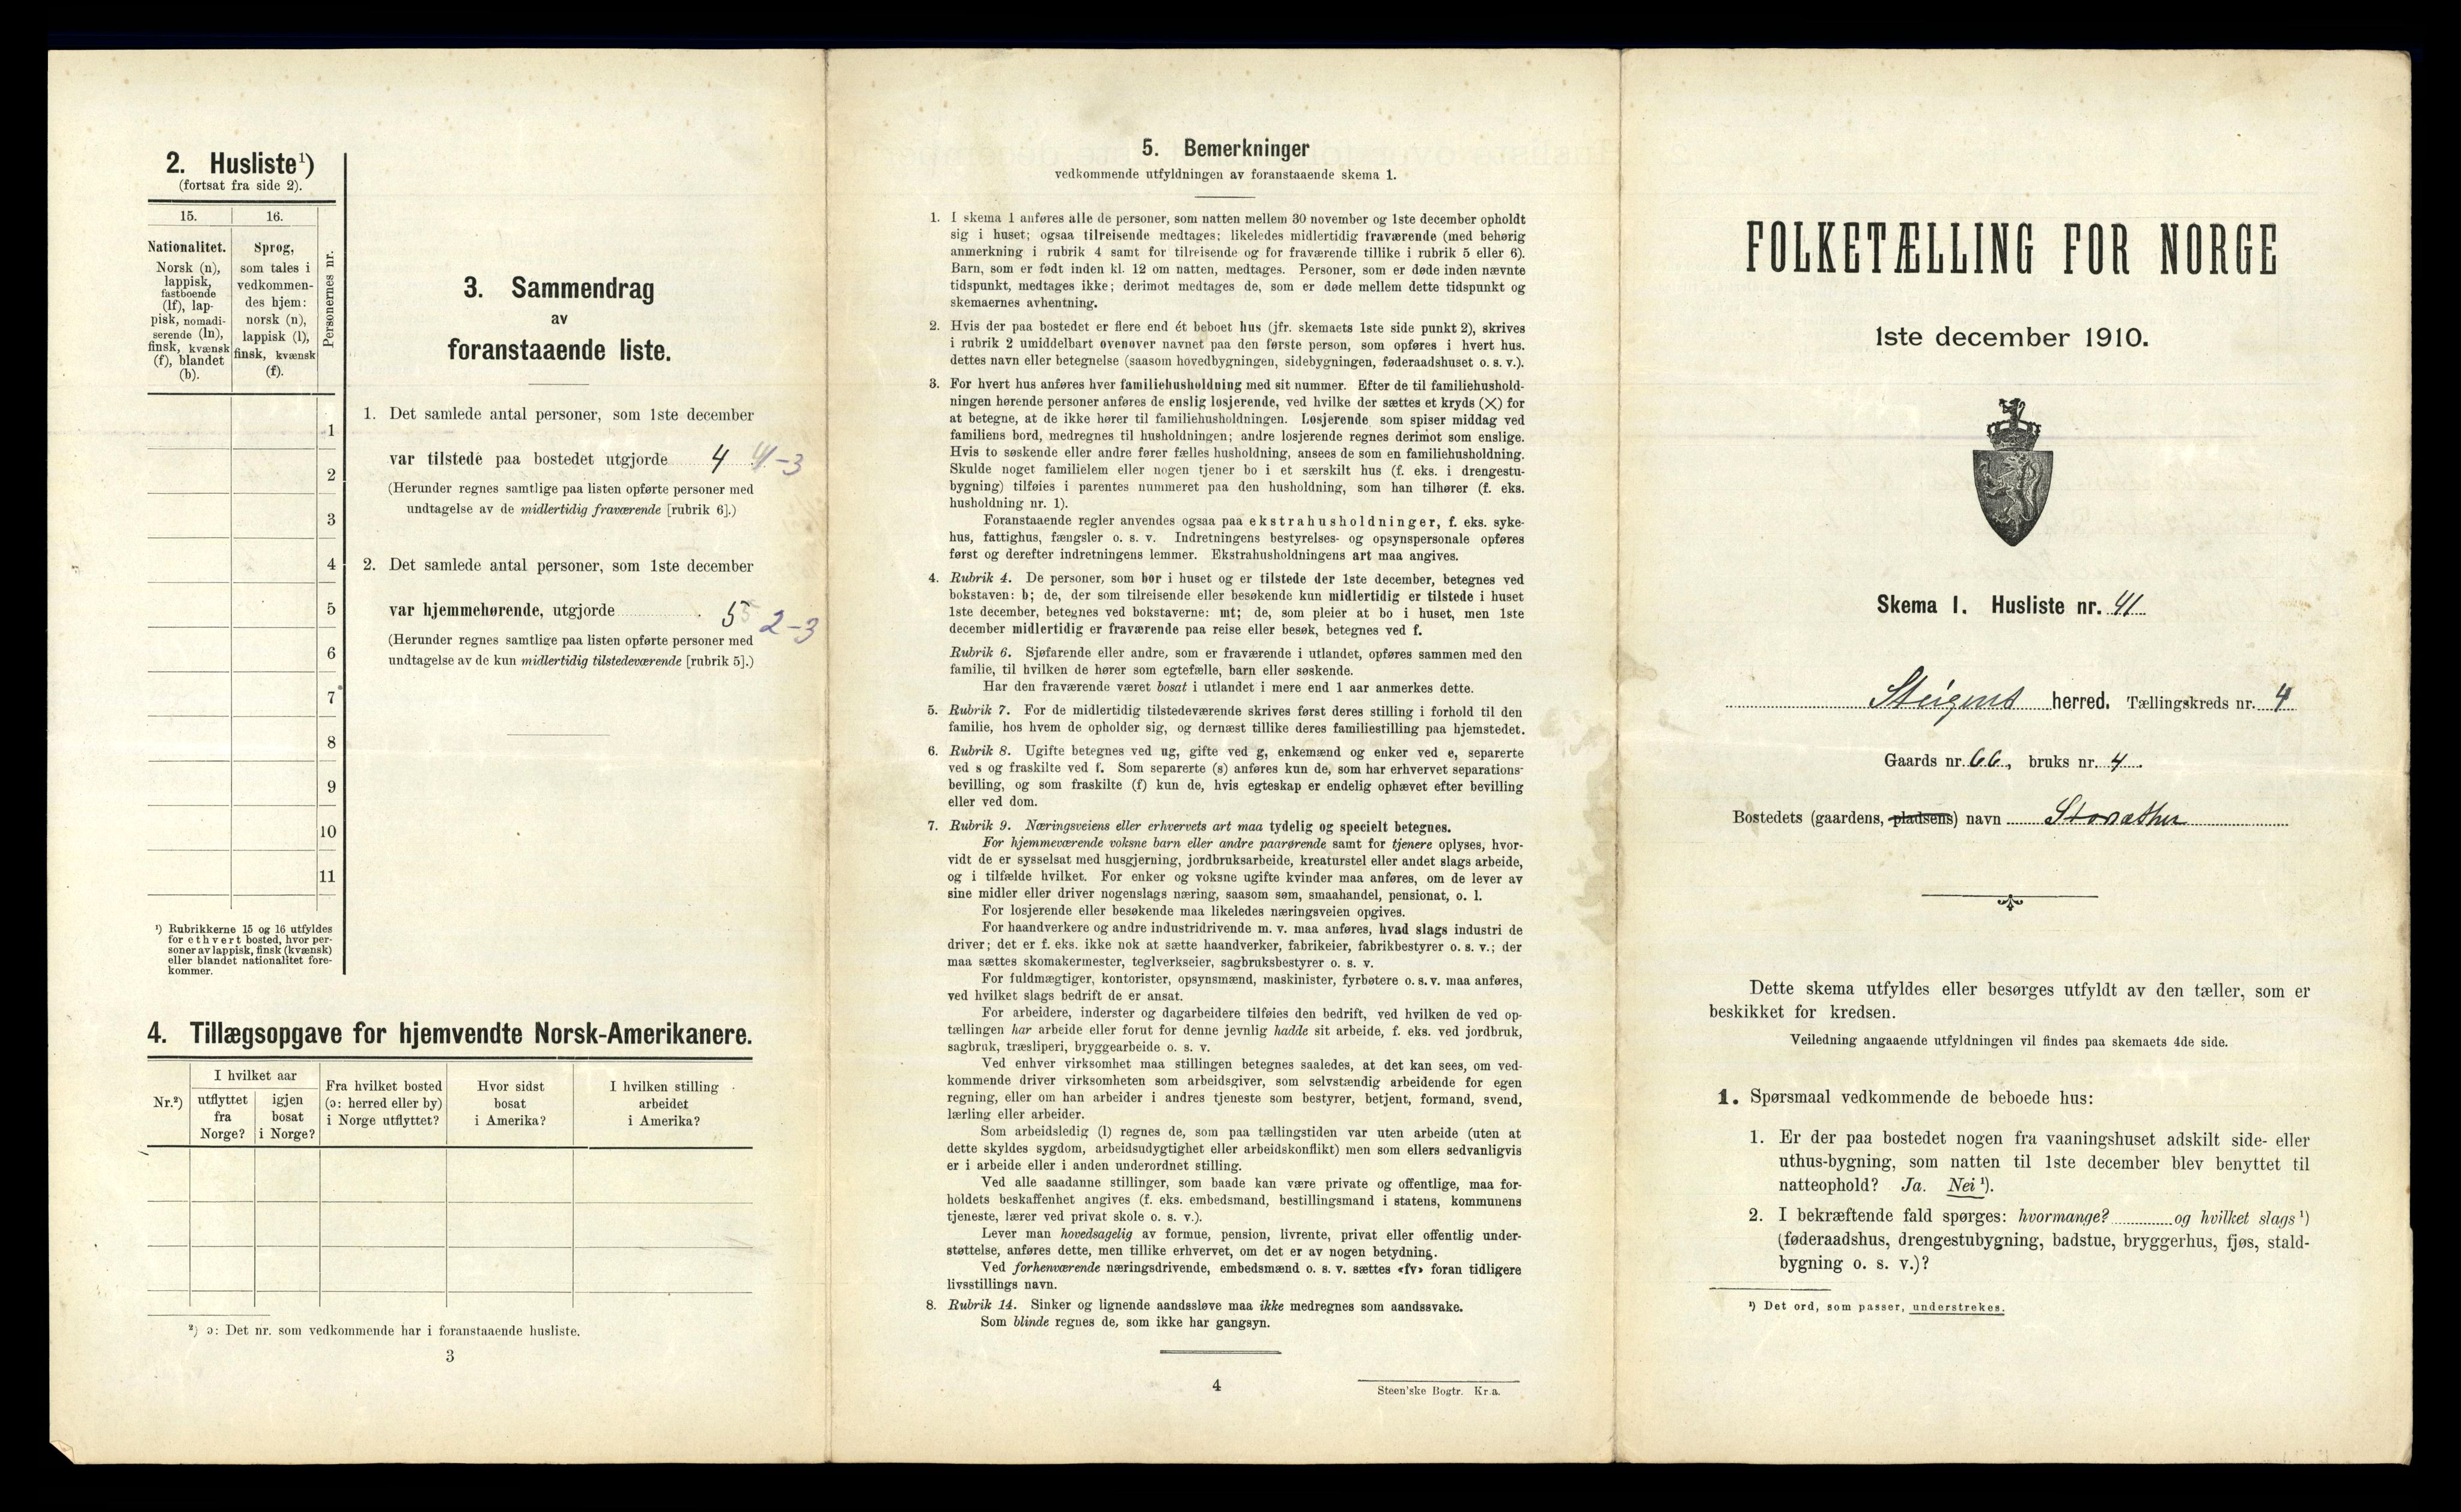 2. Husliste¹)
(fortsat fra side 2).
15.
16.
Personernes nr.
Nationalitet.
Norsk (n),
lappisk,
fastboende
(lf), lap-
pisk, nomadi-
serende (ln),
finsk, kvænsk
(f), blandet
(b).
Sprog,
som tales i
vedkommen-
des hjem:
norsk (n),
lappisk (l),
finsk, kvænsk
(f).
1
2
3
4
5
6
7
8
9
10
11
¹) Rubrikkerne 15 og 16 utfyldes
for ethvert bosted, hvor per-
soner av lappisk, finsk (kvænsk)
eller blandet nationalitet fore-
kommer.
3. Sammendrag
av
foranstaaende liste.
1. Det samlede antal personer, som 1ste december
var tilstede paa bostedet utgjorde 4 4-3
(Herunder regnes samtlige paa listen opførte personer med
undtagelse av de midlertidig fraværende [rubrik 6].)
2. Det samlede antal personer, som 1ste december
var hjemmehørende, utgjorde 5 5 2-3
(Herunder regnes samtlige paa listen opførte personer med
undtagelse av de kun midlertidig tilstedeværende [rubrik 5].)
4. Tillægsopgave for hjemvendte Norsk-Amerikanere.
Nr.²)
I hvilket aar
utflyttet
fra
Norge?
igjen
bosat
i Norge?
Fra hvilket bosted
(ɔ: herred eller by)
i Norge utflyttet?
Hvor sidst
bosat
i Amerika?
I hvilken stilling
arbeidet
i Amerika?
²) ɔ: Det nr. som vedkommende har i foranstaaende husliste.
3
5. Bemerkninger
vedkommende utfyldningen av foranstaaende skema 1.
1. I skema 1 anføres alle de personer, som natten mellem 30 november og 1ste december opholdt
sig i huset; ogsaa tilreisende medtages; likeledes midlertidig fraværende (med behørig
anmerkning i rubrik 4 samt for tilreisende og for fraværende tillike i rubrik 5 eller 6).
Barn, som er født inden kl. 12 om natten, medtages. Personer, som er døde inden nævnte
tidspunkt, medtages ikke; derimot medtages de, som er døde mellem dette tidspunkt og
skemaernes avhentning.
2. Hvis der paa bostedet er flere end ét beboet hus (jfr. skemaets 1ste side punkt 2), skrives
i rubrik 2 umiddelbart ovenover navnet paa den første person, som opføres i hvert hus.
dettes navn eller betegnelse (saasom hovedbygningen, sidebygningen, føderaadshuset o. s. v.).
3. For hvert hus anføres hver familiehusholdning med sit nummer. Efter de til familiehushold-
ningen hørende personer anføres de enslig losjerende, ved hvilke der sættes et kryds (×) for
at betegne, at de ikke hører til familiehusholdningen. Losjerende som spiser middag ved
familiens bord, medregnes til husholdningen; andre losjerende regnes derimot som enslige.
Hvis to søskende eller andre fører fælles husholdning, ansees de som en familiehusholdning.
Skulde noget familielem eller nogen tjener bo i et særskilt hus (f. eks. i drengestu-
bygning) tilføies i parentes nummeret paa den husholdning, som han tilhører (f. eks.
husholdning nr. 1).
Foranstaaende regler anvendes ogsaa paa ekstrahusholdninger, f. eks. syke-
hus, fattighus, fængsler o. s. v. Indretningens bestyrelses- og opsynspersonale opføres
først og derefter indretningens lemmer. Ekstrahusholdningens art maa angives.
4. Rubrik 4. De personer, som bor i huset og er tilstede der 1ste december, betegnes ved
bokstaven: b; de, der som tilreisende eller besøkende kun midlertidig er tilstede i huset
1ste december, betegnes ved bokstaverne: mt; de, som pleier at bo i huset, men 1ste
december midlertidig er fraværende paa reise eller besøk, betegnes ved f.
Rubrik 6. Sjøfarende eller andre, som er fraværende i utlandet, opføres sammen med den
familie, til hvilken de hører som egtefælle, barn eller søskende.
Har den fraværende været bosat i utlandet i mere end 1 aar anmerkes dette.
5. Rubrik 7. For de midlertidig tilstedeværende skrives først deres stilling i forhold til den
familie, hos hvem de opholder sig, og dernæst tillike deres familiestilling paa hjemstedet.
6. Rubrik 8. Ugifte betegnes ved ug, gifte ved g, enkemænd og enker ved e, separerte
ved s og fraskilte ved f. Som separerte (s) anføres kun de, som har erhvervet separations-
bevilling, og som fraskilte (f) kun de, hvis egteskap er endelig ophævet efter bevilling
eller ved dom.
7. Rubrik 9. Næringsveiens eller erhvervets art maa tydelig og specielt betegnes.
For hjemmeværende voksne barn eller andre paarørende samt for tjenere oplyses, hvor-
vidt de er sysselsat med husgjerning, jordbruksarbeide, kreaturstel eller andet slags arbeide,
og i tilfælde hvilket. For enker og voksne ugifte kvinder maa anføres, om de lever av
sine midler eller driver nogenslags næring, saasom søm, smaahandel, pensionat, o. l.
For losjerende eller besøkende maa likeledes næringsveien opgives.
For haandverkere og andre industridrivende m. v. maa anføres, hvad slags industri de
driver; det er f. eks. ikke nok at sætte haandverker, fabrikeier, fabrikbestyrer o. s. v.; der
maa sættes skomakermester, teglverkseier, sagbruksbestyrer o. s. v.
For fuldmægtiger, kontorister, opsynsmænd, maskinister, fyrbøtere o. s. v. maa anføres,
ved hvilket slags bedrift de er ansat.
For arbeidere, inderster og dagarbeidere tilføies den bedrift, ved hvilken de ved op-
tællingen har arbeide eller forut for denne jevnlig hadde sit arbeide, f. eks. ved jordbruk,
sagbruk, træsliperi, bryggearbeide o. s. v.
Ved enhver virksomhet maa stillingen betegnes saaledes, at det kan sees, om ved-
kommende driver virksomheten som arbeidsgiver, som selvstændig arbeidende for egen
regning, eller om han arbeider i andres tjeneste som bestyrer, betjent, formand, svend,
lærling eller arbeider.
Som arbeidsledig (l) regnes de, som paa tællingstiden var uten arbeide (uten at
dette skyldes sygdom, arbeidsudygtighet eller arbeidskonflikt) men som ellers sedvanligvis
er i arbeide eller i anden underordnet stilling.
Ved alle saadanne stillinger, som baade kan være private og offentlige, maa for-
holdets beskaffenhet angives (f. eks. embedsmand, bestillingsmand i statens, kommunens
tjeneste, lærer ved privat skole o. s. v.).
Lever man hovedsagelig av formue, pension, livrente, privat eller offentlig under-
støttelse, anføres dette, men tillike erhvervet, om det er av nogen betydning.
Ved forhenværende næringsdrivende, embedsmænd o. s. v. sættes «fv» foran tidligere
livsstillings navn.
8. Rubrik 14. Sinker og lignende aandssløve maa ikke medregnes som aandssvake.
Som blinde regnes de, som ikke har gangsyn.
4
Steen'ske Bogtr. Kr.a.
FOLKETÆLLING FOR NORGE
1ste december 1910.
Skema 1. Husliste nr. 41
Steigens herred. Tællingskreds nr. 4
Gaards nr. 66, bruks nr. 4.
Bostedets (gaardens, pladsens) navn
Dette skema utfyldes eller besørges utfyldt av den tæller, som er
beskikket for kredsen.
Veiledning angaaende utfyldningen vil findes paa skemaets 4de side.
1. Spørsmaal vedkommende de beboede hus:
1. Er der paa bostedet nogen fra vaaningshuset adskilt side- eller
uthus-bygning, som natten til 1ste december blev benyttet til
natteophold? Ja. Nei ¹).
2. I bekræftende fald spørges: hvormange? og hvilket slags ¹)
(føderaadshus, drengestubygning, badstue, bryggerhus, fjøs, stald-
bygning o. s. v.)?
¹) Det ord, som passer, understrekes.